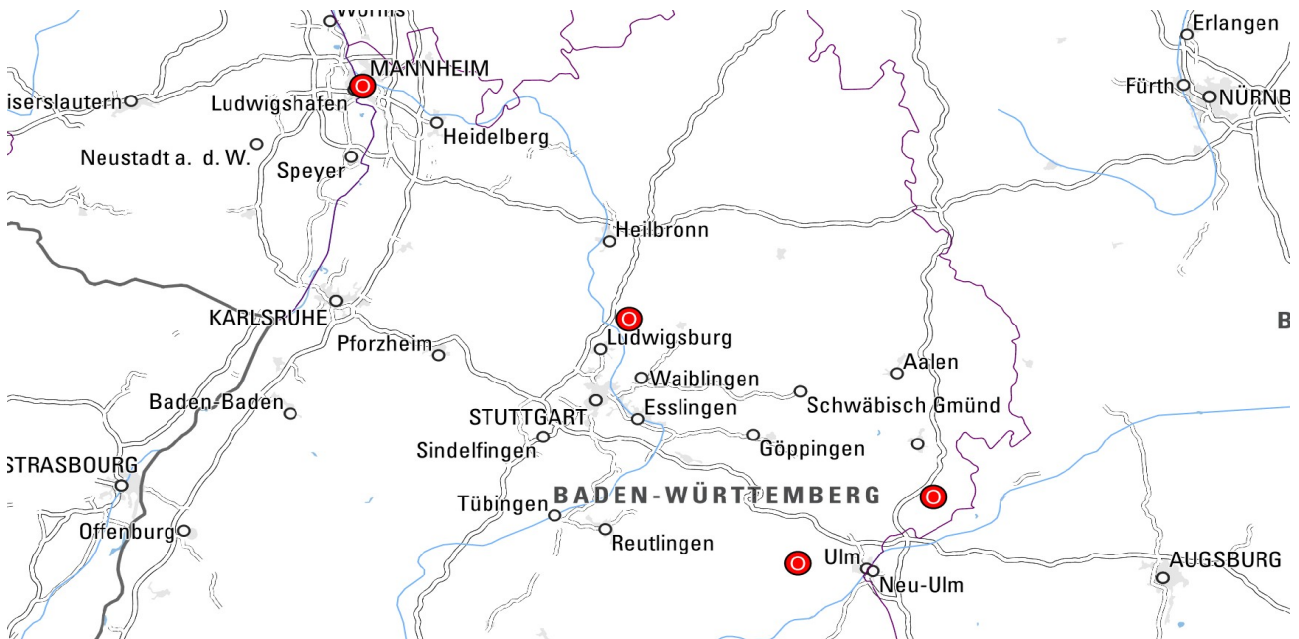 Worms
Erlangen
MANNHEIM
Fürth
NÜRNB
iserslautern
Ludwigshafen
Heidelberg
Neustadt a. d. W.
Speyer
Heilbronn
KARLSRUHE
B
Ludwigsburg
Pforzheim
Aalen
Waiblingen
Baden-Baden
Schwäbisch Gmünd
STUTTGART
Esslingen
Sindelfingen
Göppingen
STRASBOURG
BADEN-WÜRTTEMBERG
Tübingen
Offenburg
Reutlingen
Ulm
AUGSBURG
Neu-Ulm